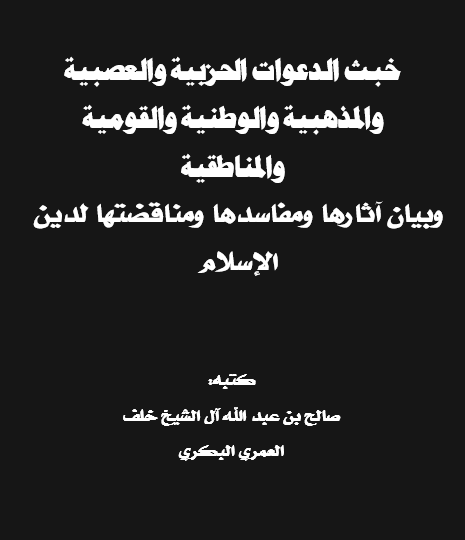 خبث الدعوات الحزبية والعصبية
والمذهبية والوطنية والقومية
والمناطقية
وبيان آثارها ومفاسدها ومناقضتها لدين
الإسلام
كتبه:
صالح بن عبد الله آل الشيخ خلف
العمري البكري